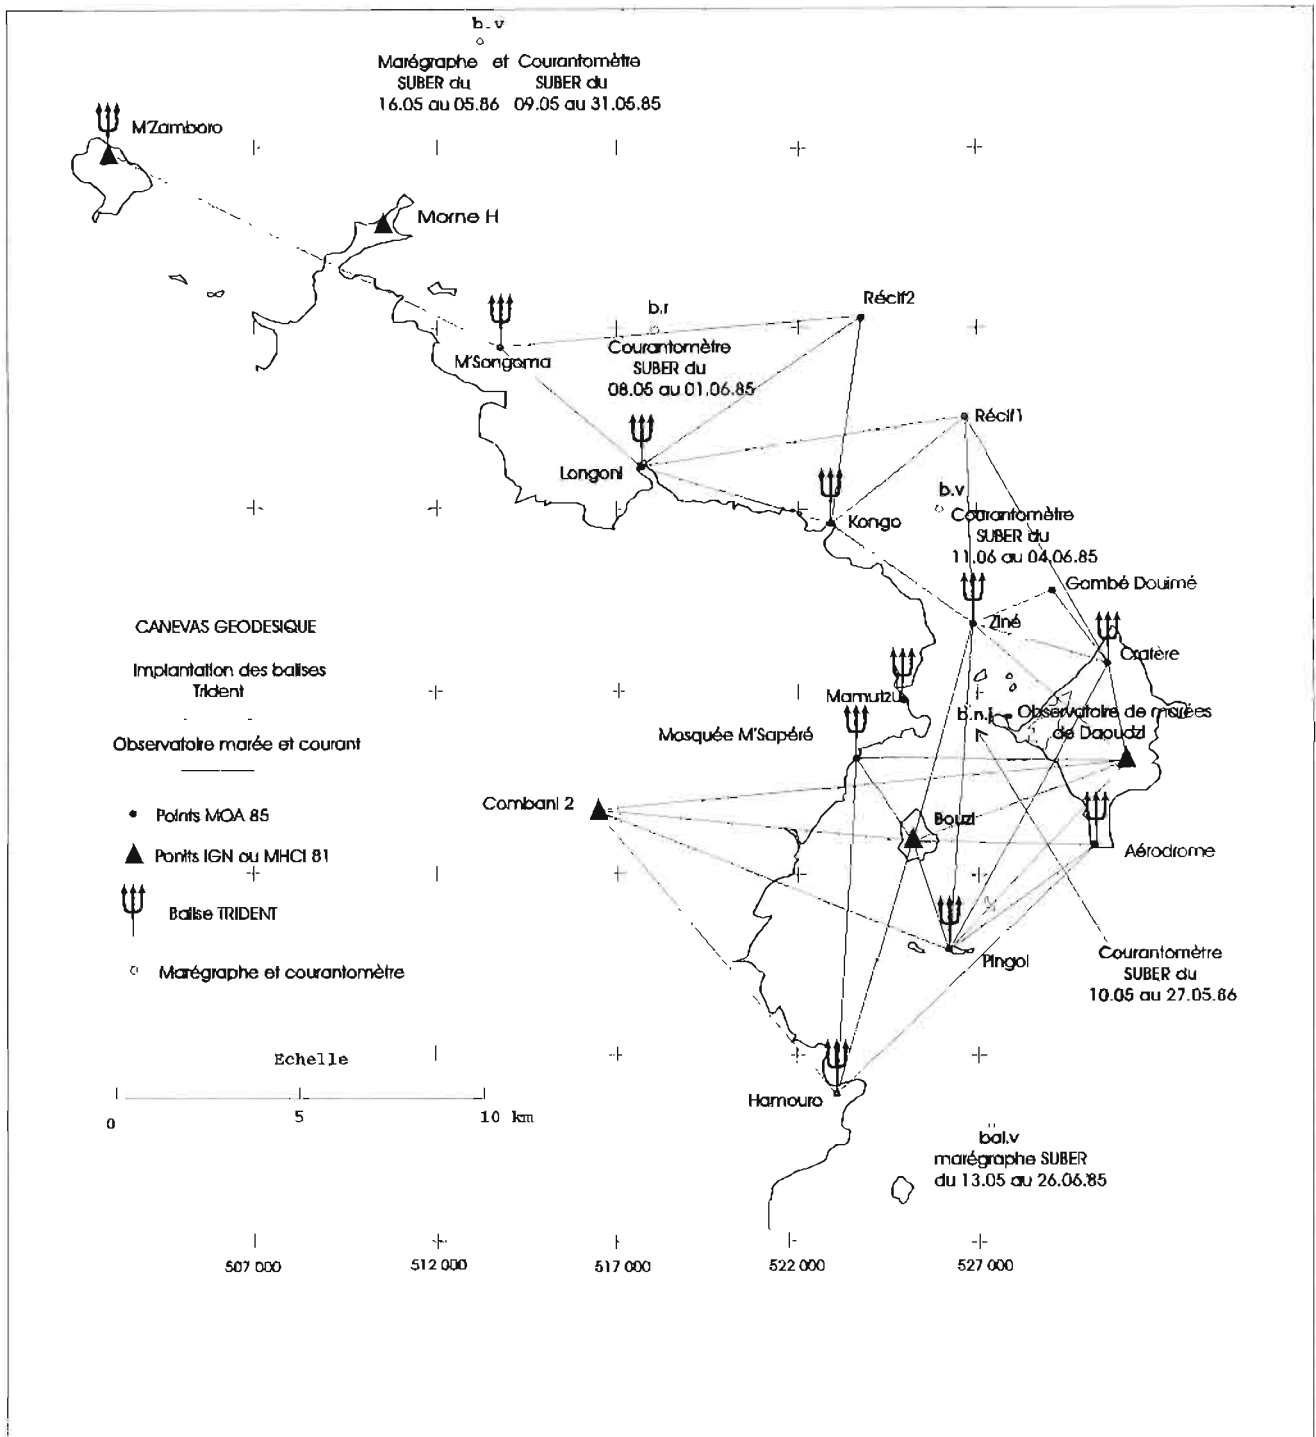 b.v
Marégraphe et Courantomètre
SUBER du SUBER du
16.05 au 05.86 09.05 au 31.05.85
M'Zamboro
Morne H
Récif2
b.r
Courantomètre
SUBER du
08.05 au 01.06.85
M'Songoma
Récif1
Longoni
b.v
Kongo
Courantomètre
SUBER du
11.06 au 04.06.85
Gambé Douimé
CANEVAS GEODESIQUE
Ziné
Implantation des balises
Trident
Cratère
Mamutzu
b.n.j
Observatoire de marées
de Daoudzi
Mosquée M'Sapéré
Observatoire marée et courant
Combani 2
Points MOA 85
Bouzi
Ponits IGN ou MHCI 81
Aérodrome
Balise TRIDENT
Pingoi
Marégraphe et courantomètre
Courantomètre
SUBER du
10.05 au 27.05.86
Echelle
0 5 10 km
Hamouro
bal.v
marégraphe SUBER
du 13.05 au 26.06.85
507 000 512 000 517 000 522 000 527 000